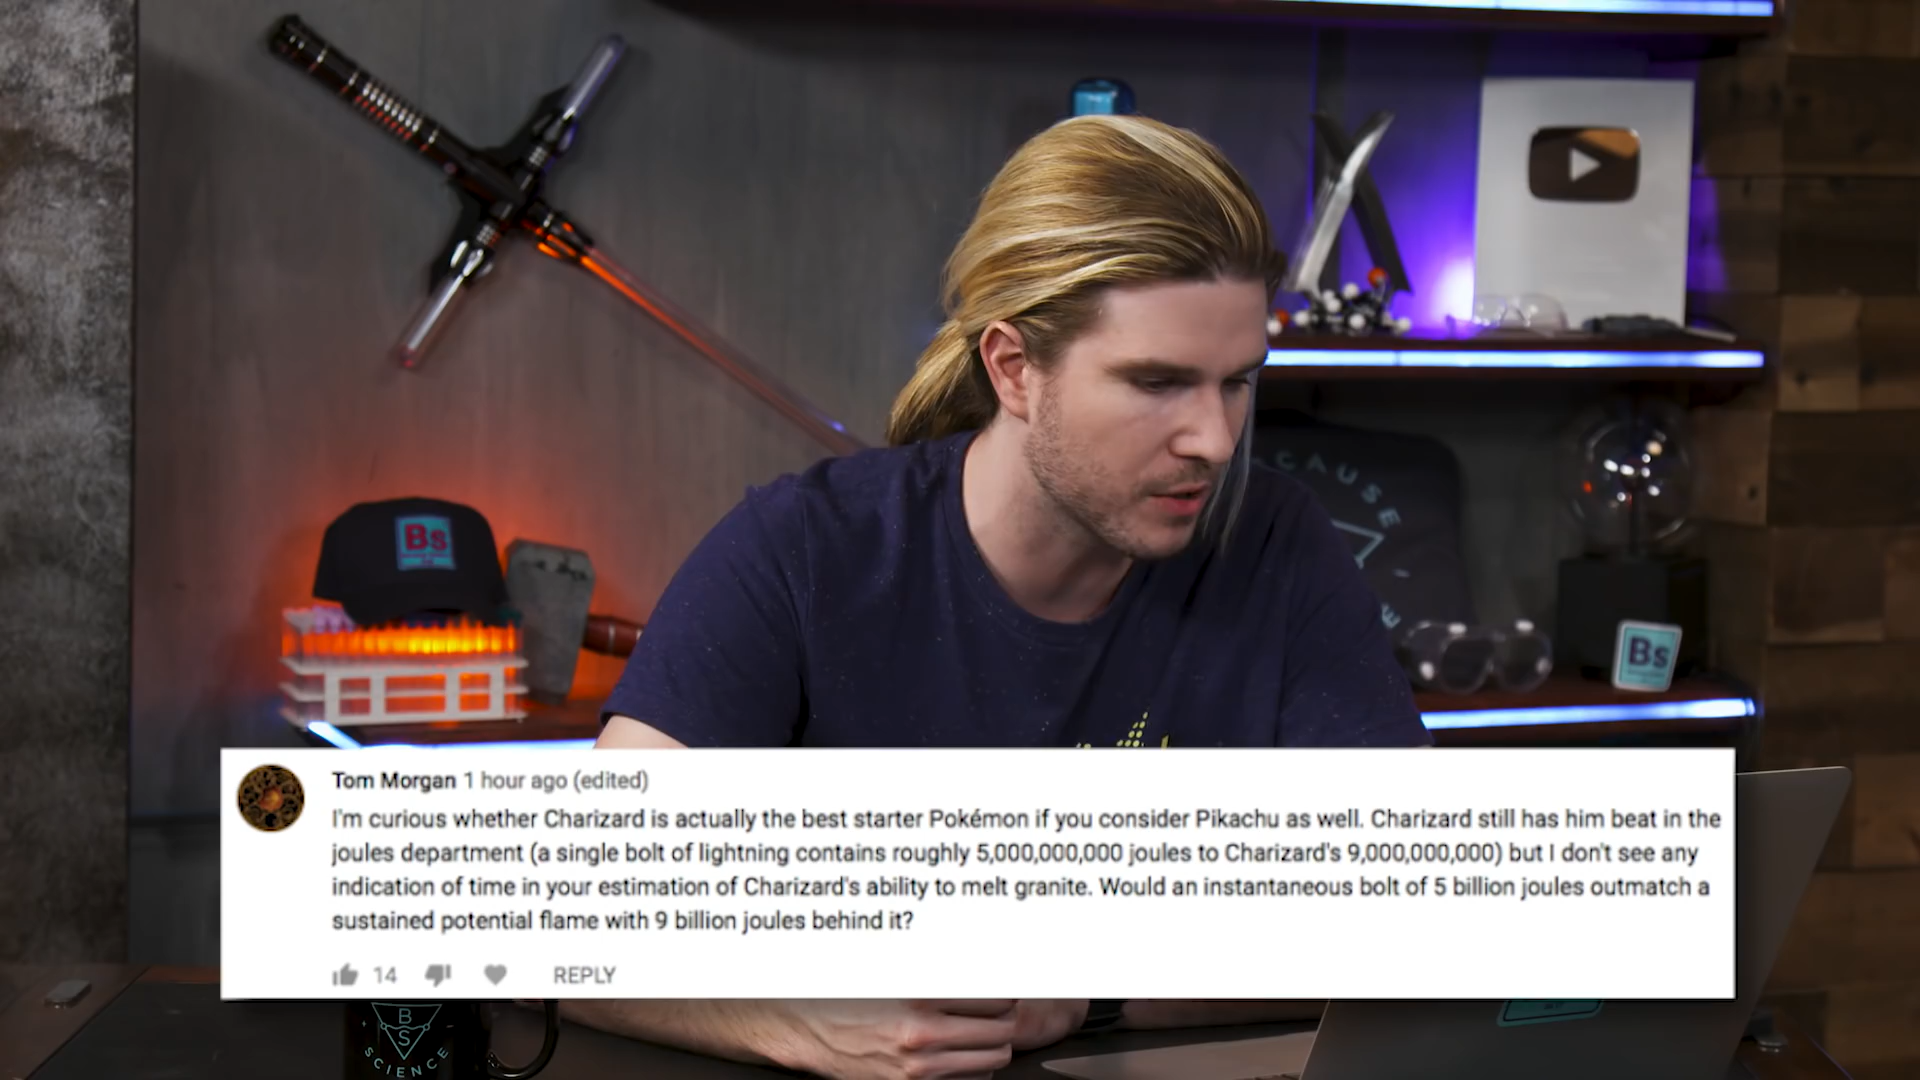 Bs
CAUSE
Bs
Tom Morgan 1 hour ago (edited)
I'm curious whether Charizard is actually the best starter Pokémon if you consider Pikachu as well. Charizard still has him beat in the
joules department (a single bolt of lightning contains roughly 5,000,000,000 joules to Charizard's 9,000,000,000) but I don't see any
indication of time in your estimation of Charizard's ability to melt granite. Would an instantaneous bolt of 5 billion joules outmatch a
sustained potential flame with 9 billion joules behind it?
14 REPLY
B
S
SCIENCE